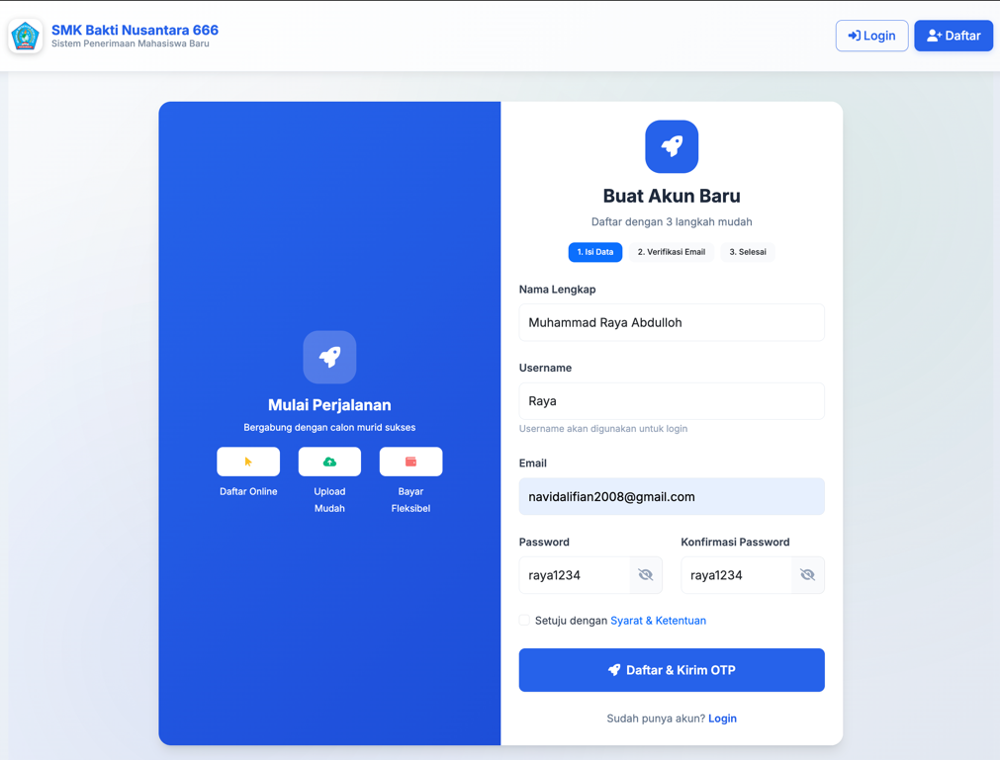 SMK Bakti Nusantara 666
Sistem Penerimaan Mahasiswa Baru
Login
Daftar
Mulai Perjalanan
Bergabung dengan calon murid sukses
Daftar Online
Upload
Mudah
Bayar
Fleksibel
Buat Akun Baru
Daftar dengan 3 langkah mudah
1. Isi Data
2. Verifikasi Email
3. Selesai
Nama Lengkap
Muhammad Raya Abdulloh
Username
Raya
Username akan digunakan untuk login
Email
navidalifian2008@gmail.com
Password
raya1234
Konfirmasi Password
raya1234
Setuju dengan Syarat & Ketentuan
Daftar & Kirim OTP
Sudah punya akun? Login